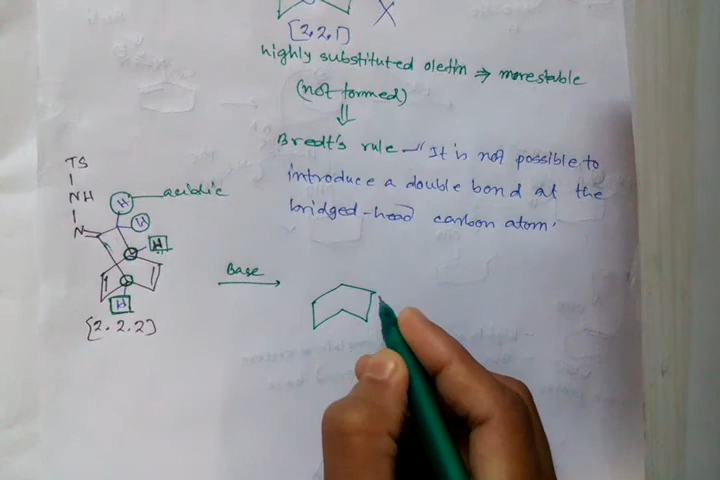 [2,2,1]
highly substituted olefin ⇒ more stable
(not formed)
⇓
Bredt's rule – "It is not possible to
introduce a double bond at the
bridged-head carbon atom.
TS
NH
N
H acidic
H
H
H
[2.2.2]
Base